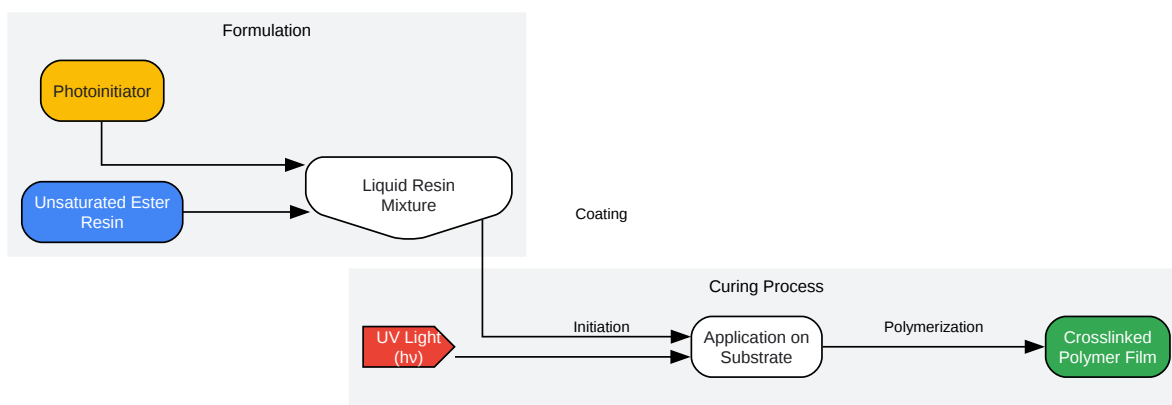 Formulation
Photoinitiator
Unsaturated Ester
Resin
Liquid Resin
Mixture
Coating
Curing Process
UV Light
(hν)
Initiation
Application on
Substrate
Polymerization
Crosslinked
Polymer Film